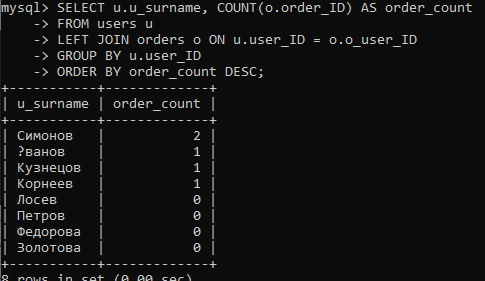 mysql> SELECT u.u_surname, COUNT(o.order_ID) AS order_count
    -> FROM users u
    -> LEFT JOIN orders o ON u.user_ID = o.o_user_ID
    -> GROUP BY u.user_ID
    -> ORDER BY order_count DESC;
+-----------+-------------+
| u_surname | order_count |
+-----------+-------------+
| Симонов   |           2 |
| ?ванов    |           1 |
| Кузнецов  |           1 |
| Корнеев   |           1 |
| Лосев     |           0 |
| Петров    |           0 |
| Федорова  |           0 |
| Золотова  |           0 |
+-----------+-------------+
8 rows in set (0.00 sec)